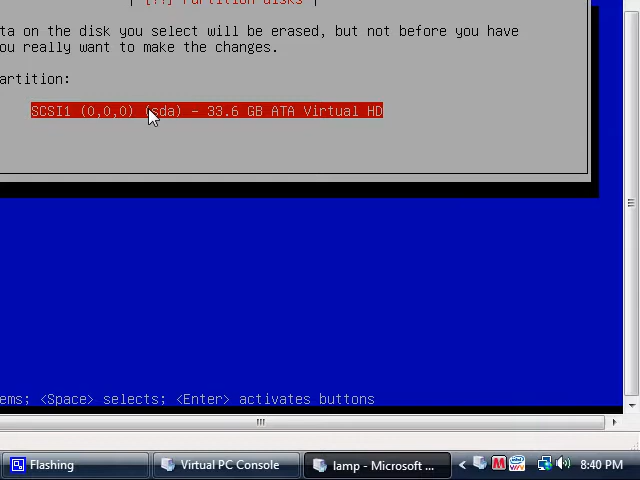 [!!] Partition disks
ta on the disk you select will be erased, but not before you have
ou really want to make the changes.
artition:
SCSI1 (0,0,0) (sda) - 33.6 GB ATA Virtual HD
ems; <Space> selects; <Enter> activates buttons
Flashing
Virtual PC Console
lamp - Microsoft ...
8:40 PM